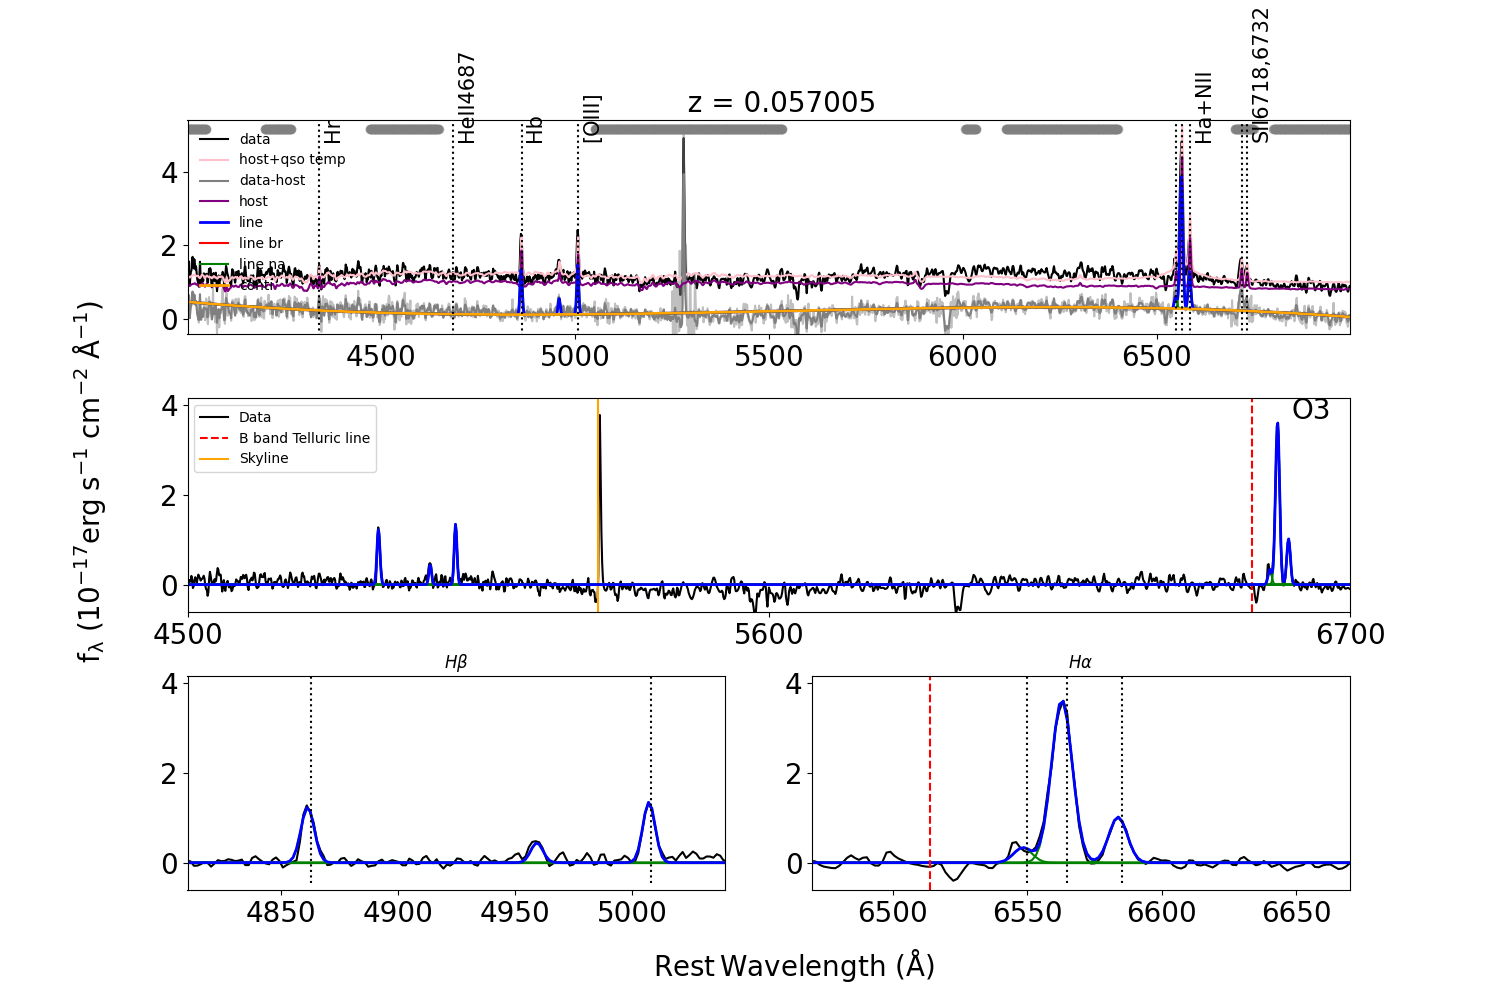 HeII4687
SII6718,6732
Ha+NII
z = 0.057005
Hr
Hb
[OIII]
data
host+qso temp
data-host
host
line
line br
line na
conti
4
2
0
4500
5000
5500
6000
6500
f_λ (10^−17 erg s^−1 cm^−2 Å^−1)
Data
B band Telluric line
Skyline
O3
4
2
0
4500
5600
6700
Hβ
Hα
4
2
0
4850
4900
4950
5000
4
2
0
6500
6550
6600
6650
Rest Wavelength (Å)